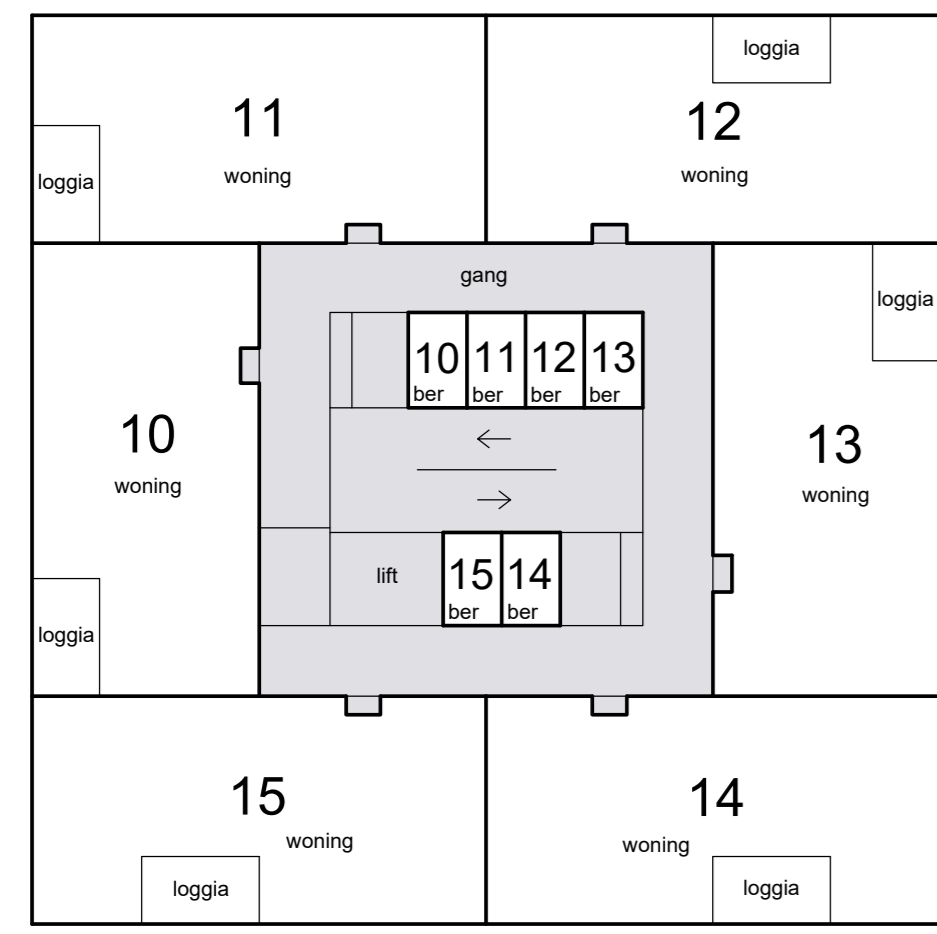 loggia
11
12
woning
woning
loggia
gang
loggia
10 11 12 13
ber ber ber ber
10
woning
13
woning
lift
15 14
ber ber
loggia
15
woning
14
woning
loggia
loggia